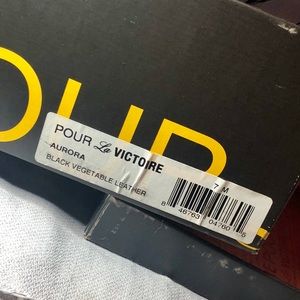 OUR
POUR La VICTOIRE
AURORA
BLACK VEGETABLE LEATHER
7 M